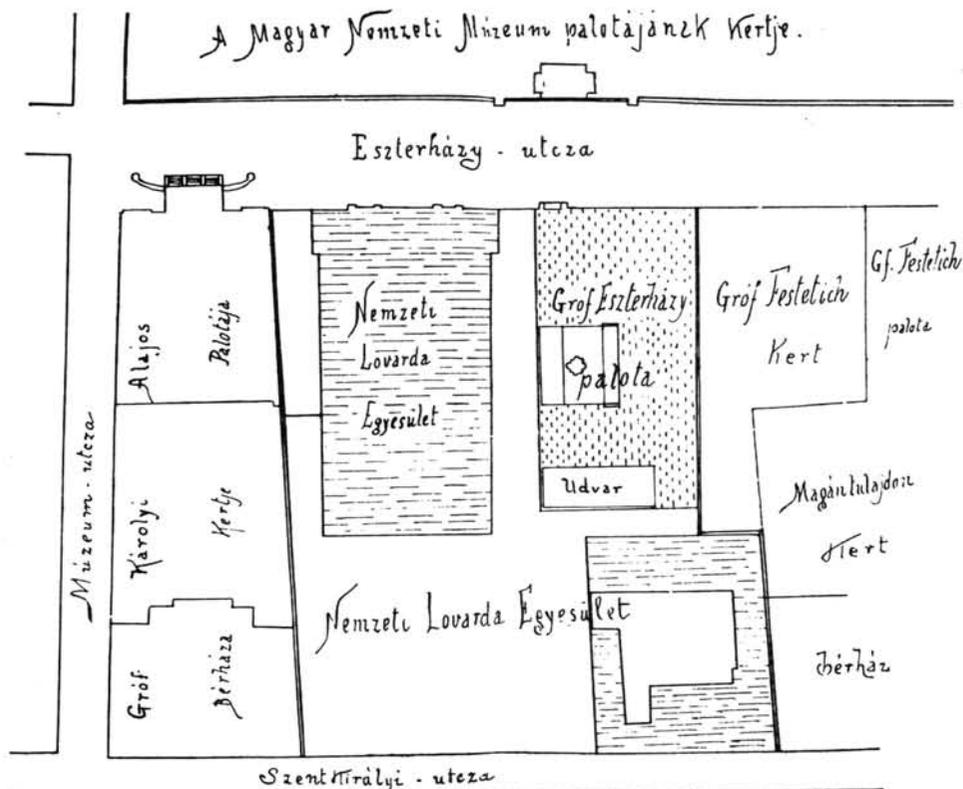 A Magyar Nemzeti Múzeum palotájának Kertje.
Eszterházy - utcza
Múzeum - utcza
Gróf Károlyi Alajos
Palotája
Kertje
Bérháza
Nemzeti
Lovarda
Egyesület
Gróf Eszterházy
palota
Udvar
Gróf Festetich
Kert
Gf. Festetich
palota
Magántulajdon
Kert
Bérház
Nemzeti Lovarda Egyesület
Szentkirályi - utcza